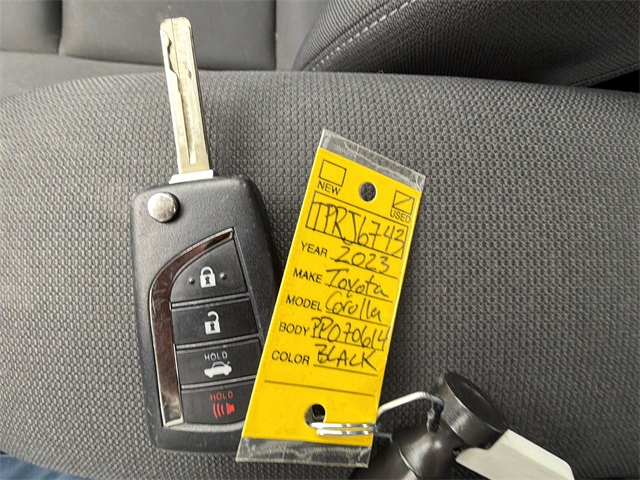 HOLD
HOLD
NEW
USED
TPRJ6743
YEAR 2023
MAKE Toyota
MODEL Corolla
BODY PP070614
COLOR BLACK